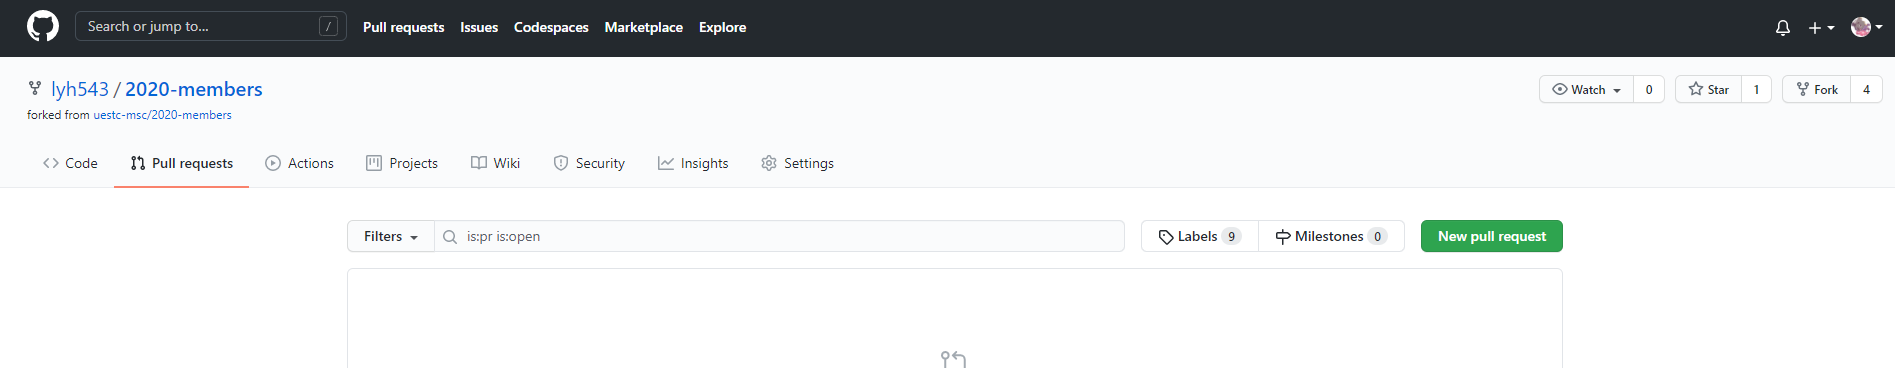 Search or jump to... / Pull requests Issues Codespaces Marketplace Explore
lyh543 / 2020-members Watch 0 Star 1 Fork 4
forked from uestc-msc/2020-members
Code Pull requests Actions Projects Wiki Security Insights Settings
Filters is:pr is:open Labels 9 Milestones 0 New pull request